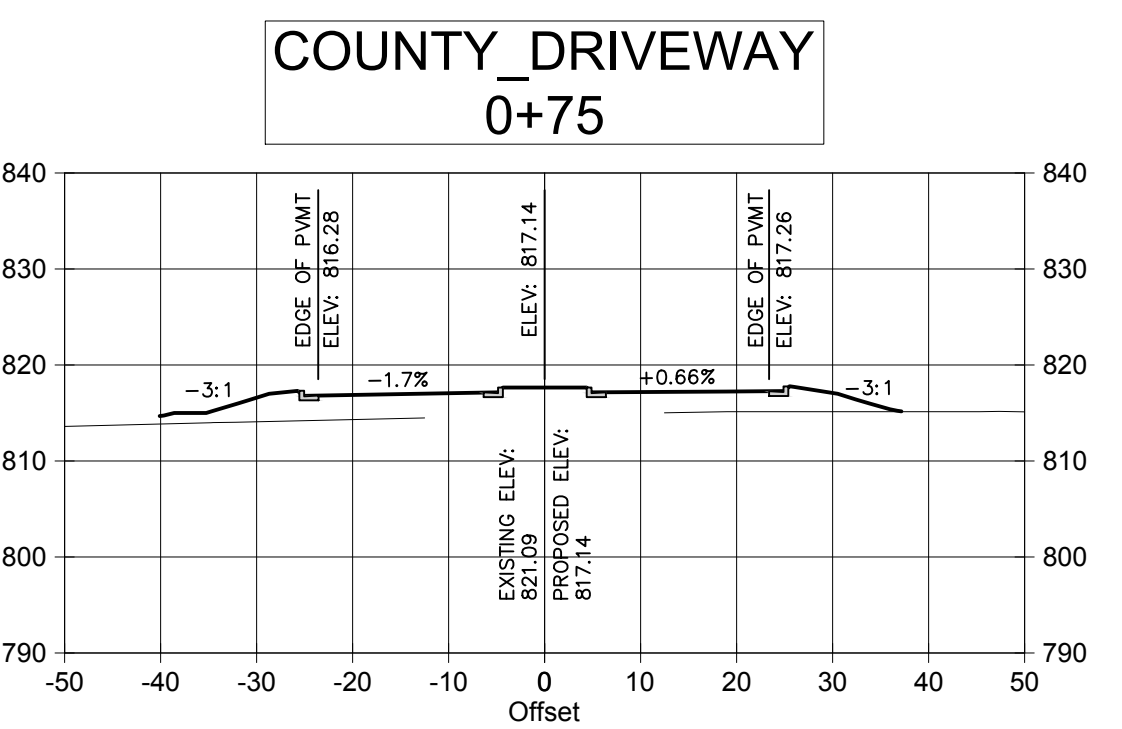 COUNTY_DRIVEWAY
0+75
840
840
EDGE OF PVMT
ELEV: 816.28
ELEV: 817.14
EDGE OF PVMT
ELEV: 817.26
830
830
820
820
-3:1
-1.7%
+0.66%
-3:1
810
810
EXISTING ELEV:
821.09
PROPOSED ELEV:
817.14
800
800
790
790
-50 -40 -30 -20 -10 0 10 20 30 40 50
Offset